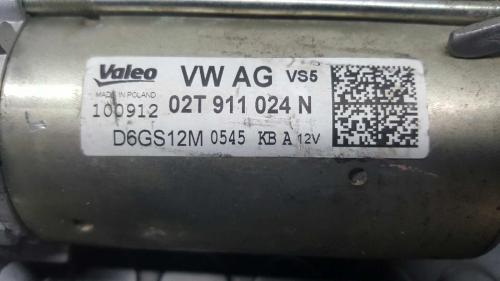 Valeo VW AG VS5
MADE IN POLAND
100912 02T 911 024 N
D6GS12M 0545 KB A 12V